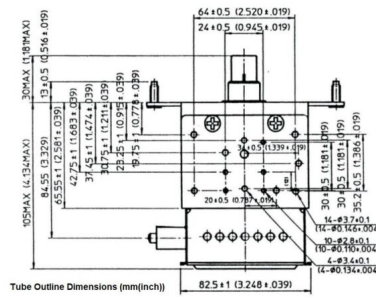 64±0.5 (2.520±.019)
24±0.5 (0.945±.019)
30MAX (1.181MAX)
13±0.5 (0.516±.019)
105MAX (4.134MAX)
84.55 (3.329)
65.55±1 (2.581±.039)
42.75±1 (1.683±.039)
37.45±1 (1.474±.039)
30.75±1 (1.211±.039)
23.25±1 (0.915±.039)
19.75±1 (0.778±.039)
34±0.5 (1.339±.019)
20±0.5 (0.787±.019)
30±0.5 (1.181±.019)
30±0.5 (1.181±.019)
35.2±0.5 (1.386±.019)
14-Ø3.7±0.1
(14-Ø0.146±.004)
10-Ø2.8±0.1
(10-Ø0.110±.004)
4-Ø3.4±0.1
(4-Ø0.134±.004)
82.5±1 (3.248±.039)
Tube Outline Dimensions (mm(inch))